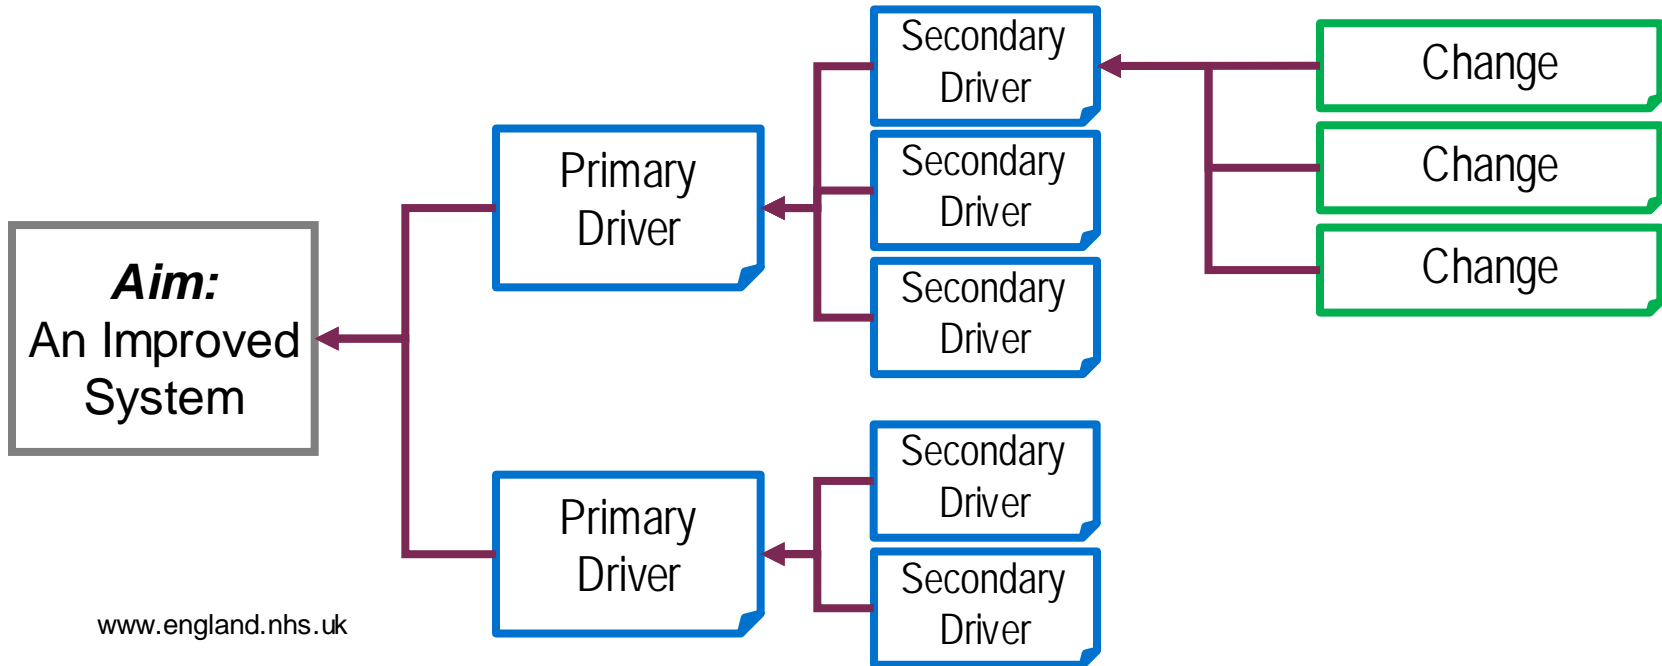 Aim:
An Improved
System
Primary
Driver
Primary
Driver
Secondary
Driver
Secondary
Driver
Secondary
Driver
Secondary
Driver
Secondary
Driver
Change
Change
Change
www.england.nhs.uk